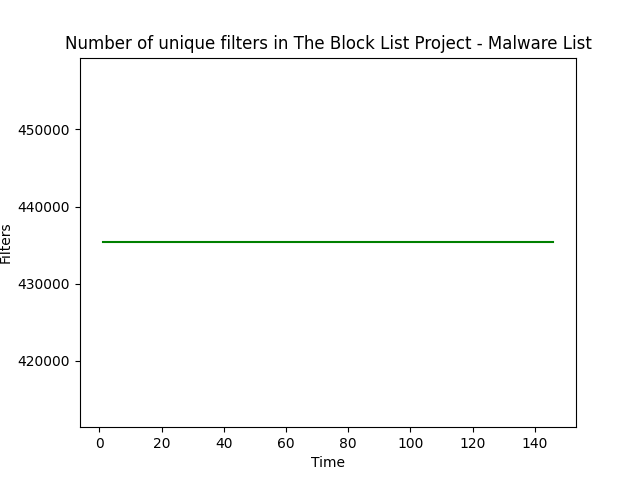 Number of unique filters in The Block List Project - Malware List
450000
440000
430000
420000
Filters
0 20 40 60 80 100 120 140
Time